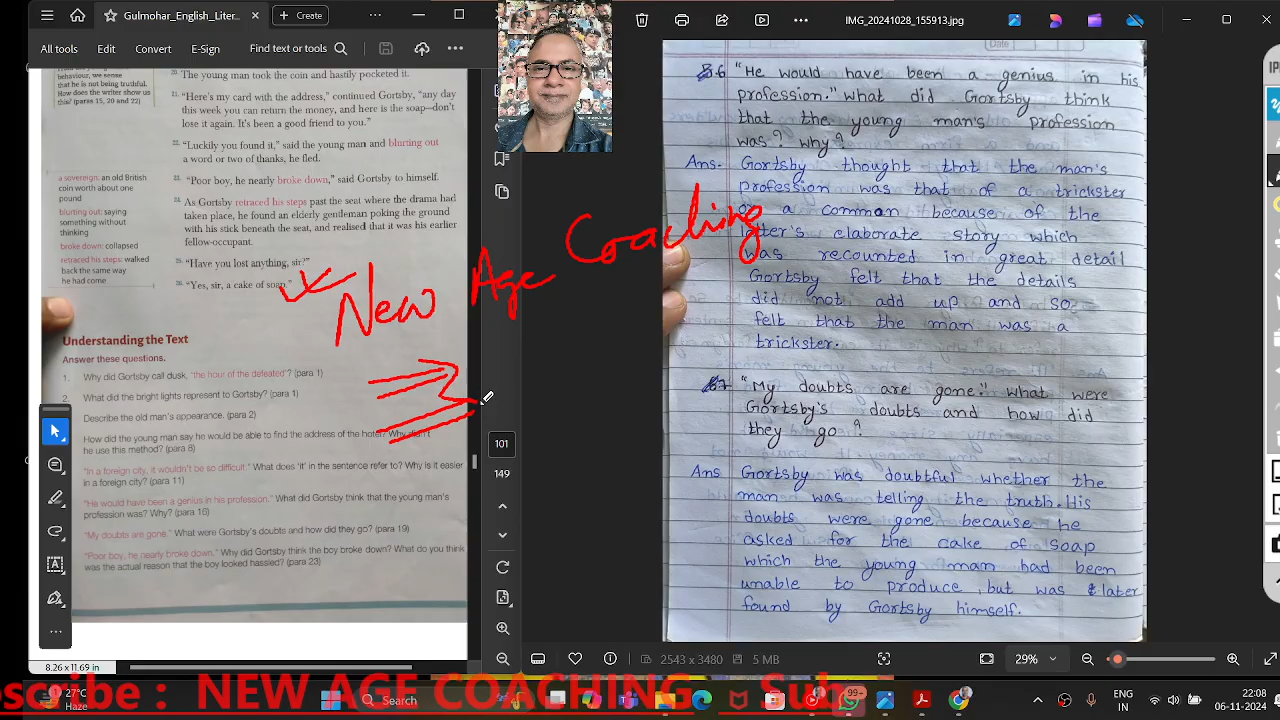 Journal
English_Liter...
Create
IMG_20241028_155913.jpg
All tools
Edit
Convert
E-Sign
Find text or tools
behaviour, we sense
that he is not being truthful.
How does the writer show us
this? (paras 15, 20 and 22)
20. The young man took the coin and hastily pocketed it.
21. "Here's my card with the address," continued Gortsby, "any day
this week you can return the money, and here is the soap—don't
lose it again. It's been a good friend to you."
22. "Luckily you found it," said the young man and blurting out
a word or two of thanks, he fled.
23. "Poor boy, he nearly broke down", said Gortsby to himself.
24. As Gortsby retraced his steps past the seat where the drama had
taken place, he found an elderly gentleman poking the ground
with his stick beneath the seat, and realised that it was his earlier
fellow-occupant.
25. "Have you lost anything, sir?"
26. "Yes, sir, a cake of soap."
a sovereign: an old British
coin worth about one
pound
blurting out: saying
something without
thinking
broke down: collapsed
retraced his steps: walked
back the same way
he had come
Understanding the Text
Answer these questions.
1. Why did Gortsby call dusk, "the hour of the defeated"? (para 1)
2. What did the bright lights represent to Gortsby? (para 1)
Describe the old man's appearance. (para 2)
How did the young man say he would be able to find the address of the hotel? Why didn't
he use this method? (para 8)
"In a foreign city, it wouldn't be so difficult." What does 'it' in the sentence refer to? Why is it easier
in a foreign city? (para 11)
"He would have been a genius in his profession." What did Gortsby think that the young man's
profession was? Why? (para 16)
"My doubts are gone." What were Gortsby's doubts and how did they go? (para 19)
"Poor boy, he nearly broke down." Why did Gortsby think the boy broke down? What do you think
was the actual reason that the boy looked hassled? (para 23)
New Age Coaching
101
149
8.26 x 11.69 in
Date
6 "He would have been a genius in his
profession." what did Gortsby think
that the young man's profession
was? why?
Ans- Gortsby thought that the man's
profession was that of a trickster
or a comman because of the
latter's elaborate story which
was recounted in great detail
Gortsby felt that the details
did not add up and so
felt that the man was a
trickster.
7 "My doubts are gone". what were
Gortsby's doubts and how did
they go?
Ans Gortsby was doubtful whether the
man was telling the truth. His
doubts were gone because he
asked for the cake of soap
which the young man had been
unable to produce, but was later
found by Gortsby himself.
2543 x 3480
5 MB
29%
scribe : NEW AGE COACHING Sub
27°C
Haze
Search
99
ENG
IN